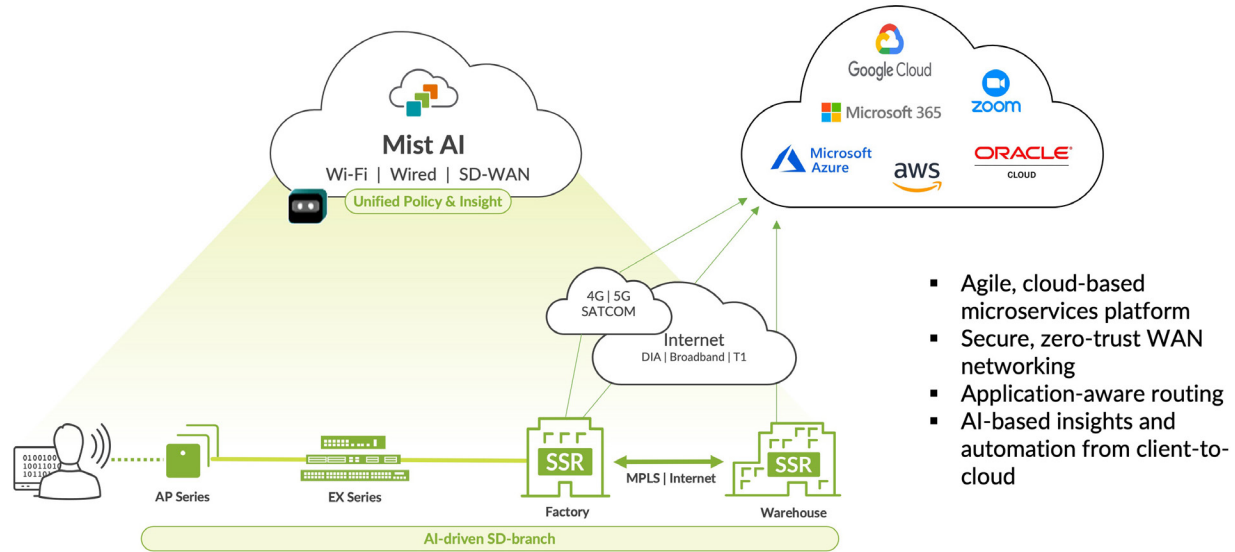 Google Cloud
Microsoft 365
zoom
Microsoft
Azure
aws
ORACLE
CLOUD
Mist AI
Wi-Fi | Wired | SD-WAN
Unified Policy & Insight
4G | 5G
SATCOM
Internet
DIA | Broadband | T1
▪ Agile, cloud-based
microservices platform
▪ Secure, zero-trust WAN
networking
▪ Application-aware routing
▪ AI-based insights and
automation from client-to-
cloud
0100100
1001101
10110
AP Series
EX Series
SSR
Factory
MPLS | Internet
SSR
Warehouse
AI-driven SD-branch